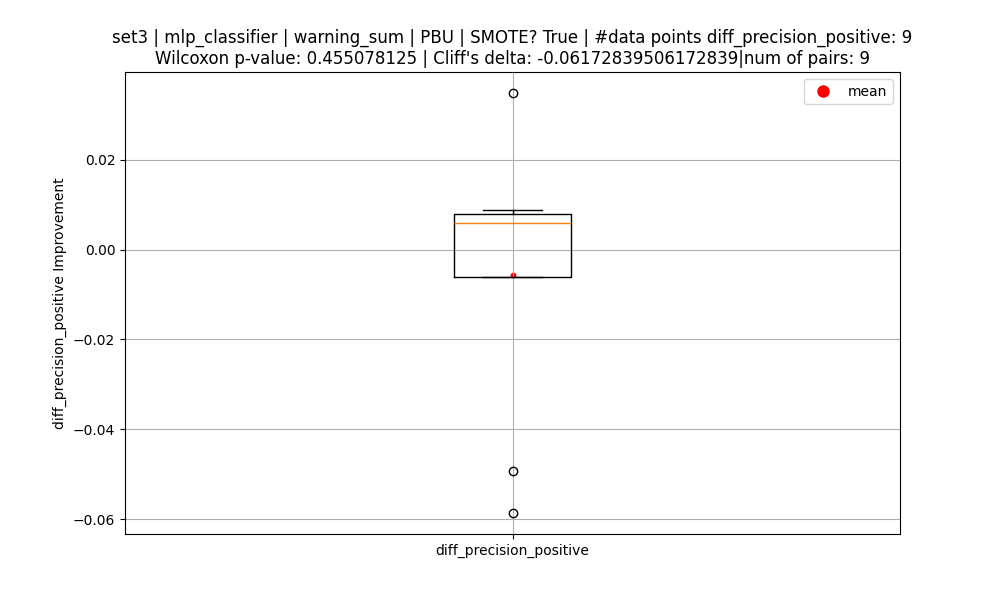 set3 | mlp_classifier | warning_sum | PBU | SMOTE? True | #data points diff_precision_positive: 9
Wilcoxon p-value: 0.455078125 | Cliff's delta: -0.06172839506172839|num of pairs: 9
mean
0.02
0.00
−0.02
−0.04
−0.06
diff_precision_positive Improvement
diff_precision_positive